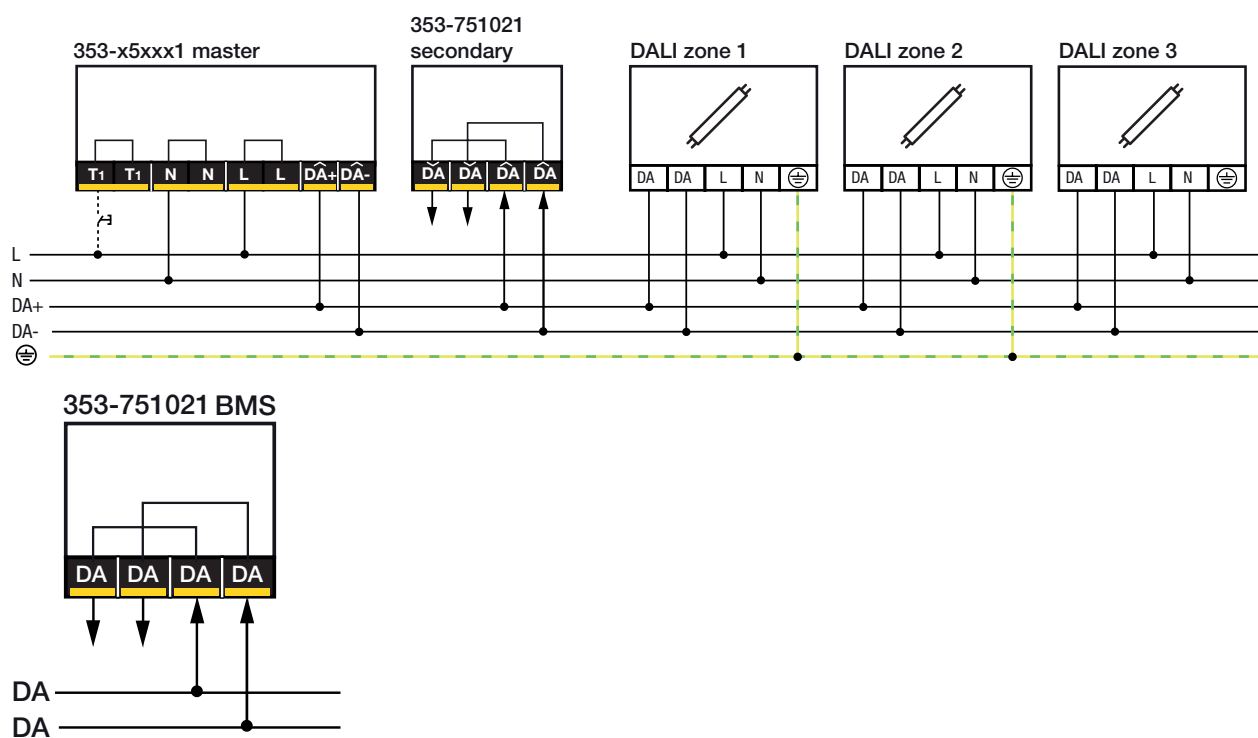 353-x5xxx1 master
353-751021
secondary
DALI zone 1
DALI zone 2
DALI zone 3
T1 T1 N N L L DA+ DA-
DA DA DA DA
DA DA L N
DA DA L N
DA DA L N
L
N
DA+
DA-
353-751021 BMS
DA DA DA DA
DA
DA